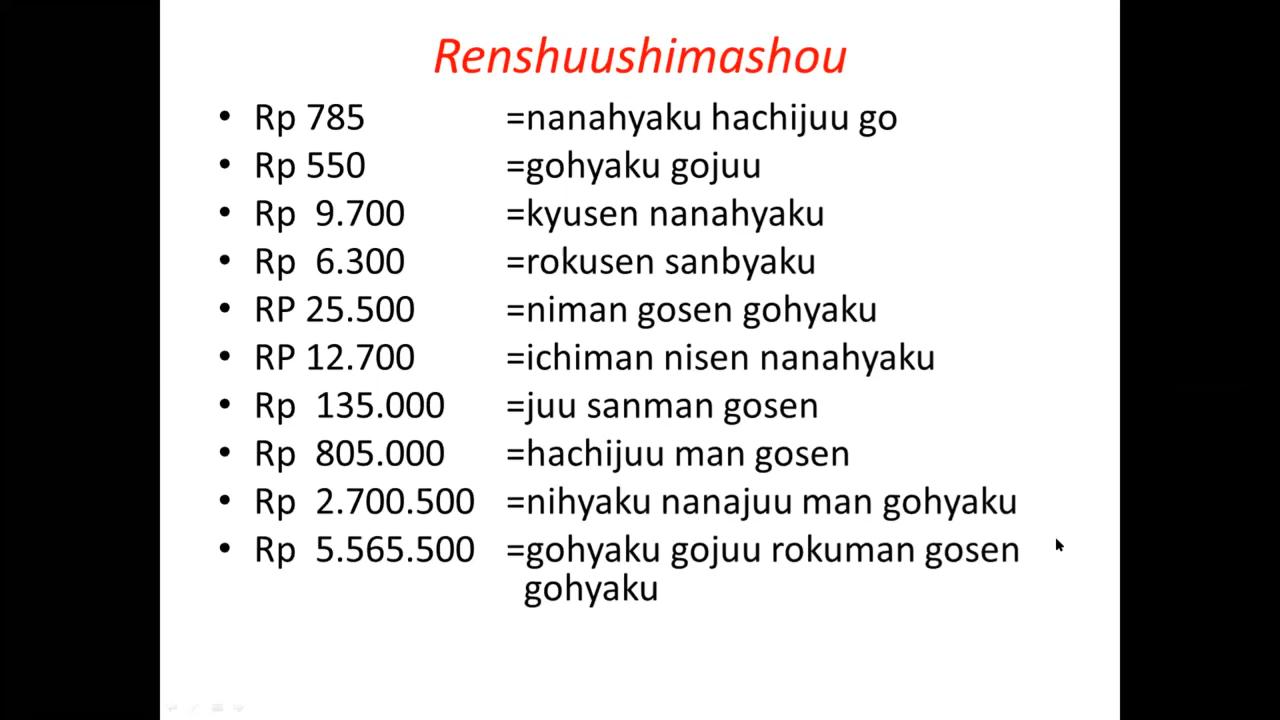 Renshuushimashou
• Rp 785 =nanahyaku hachijuu go
• Rp 550 =gohyaku gojuu
• Rp 9.700 =kyusen nanahyaku
• Rp 6.300 =rokusen sanbyaku
• RP 25.500 =niman gosen gohyaku
• RP 12.700 =ichiman nisen nanahyaku
• Rp 135.000 =juu sanman gosen
• Rp 805.000 =hachijuu man gosen
• Rp 2.700.500 =nihyaku nanajuu man gohyaku
• Rp 5.565.500 =gohyaku gojuu rokuman gosen
gohyaku